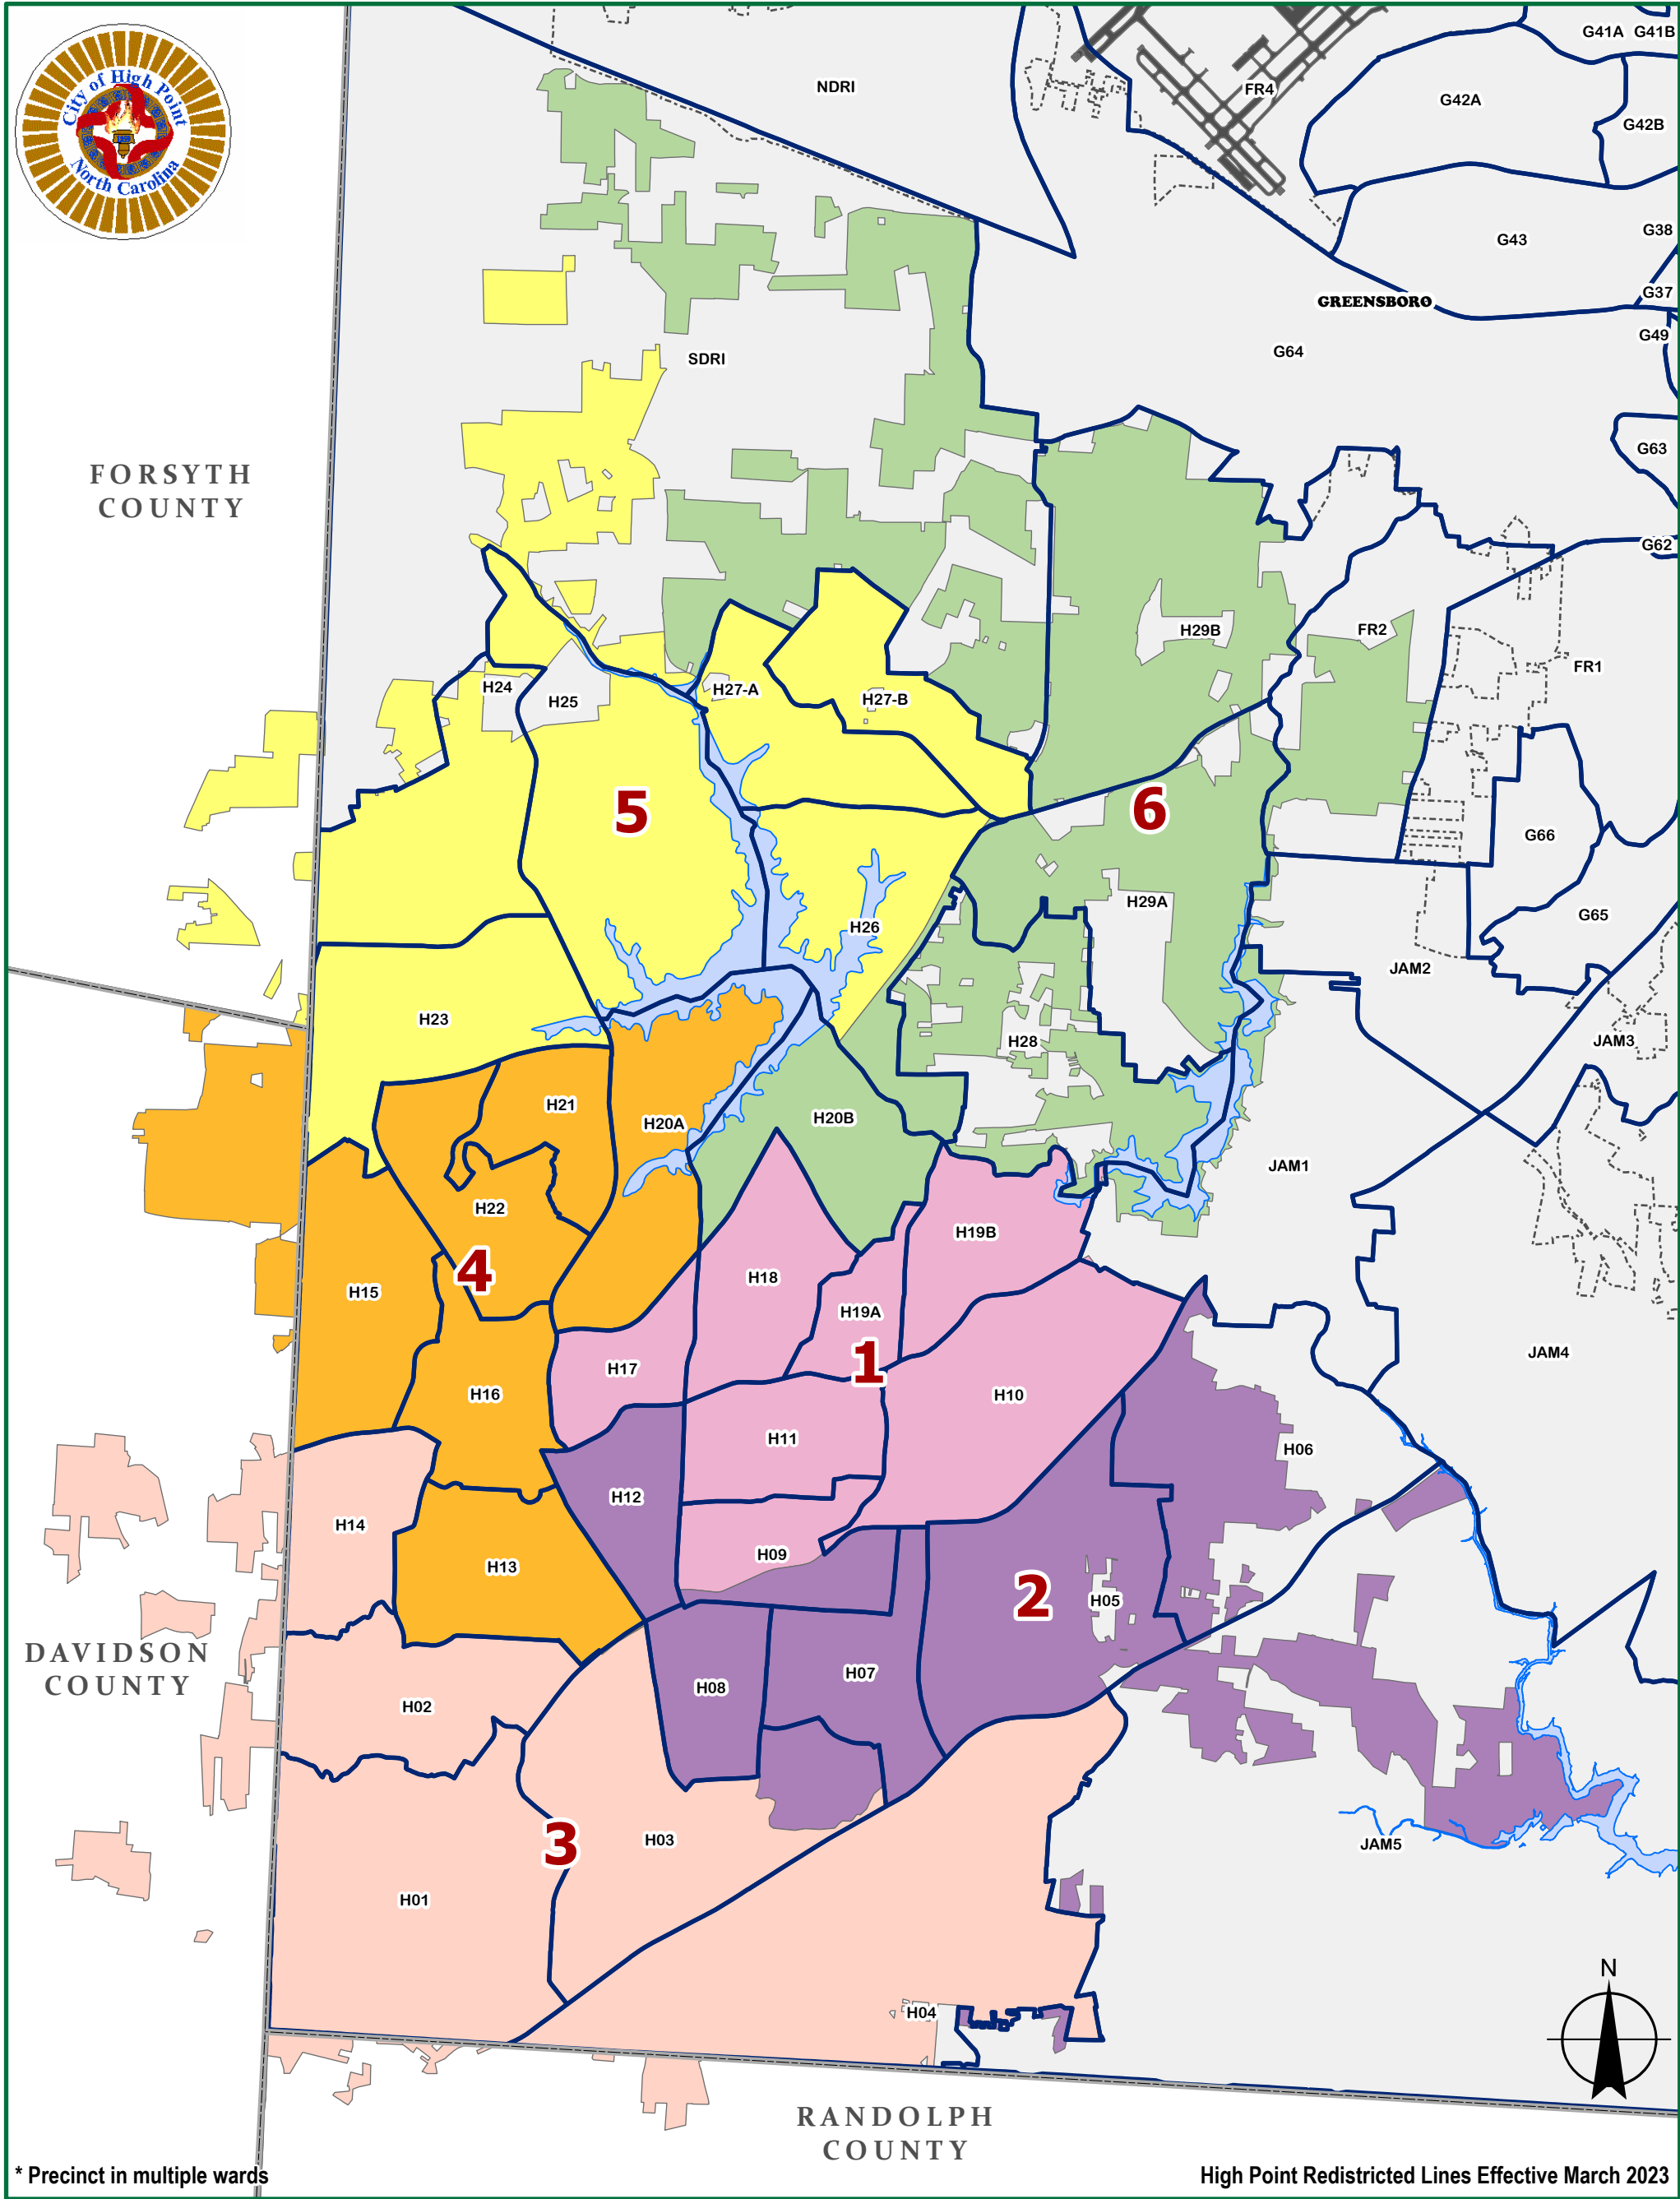 City of High Point
North Carolina
G41A G41B
NDRI
FR4
G42A
G42B
G43
G38
G37
GREENSBORO
G49
SDRI
G64
G63
FORSYTH
COUNTY
G62
H29B
FR2
FR1
H24
H25
H27-A
H27-B
5
6
G66
H29A
G65
H26
JAM2
H23
H28
JAM3
H21
H20A
H20B
JAM1
H22
H19B
4
H18
H15
H19A
JAM4
1
H17
H16
H10
H11
H06
H12
H14
H09
H13
2
H05
DAVIDSON
COUNTY
H07
H08
H02
3
H03
JAM5
H01
N
H04
RANDOLPH
COUNTY
* Precinct in multiple wards
High Point Redistricted Lines Effective March 2023